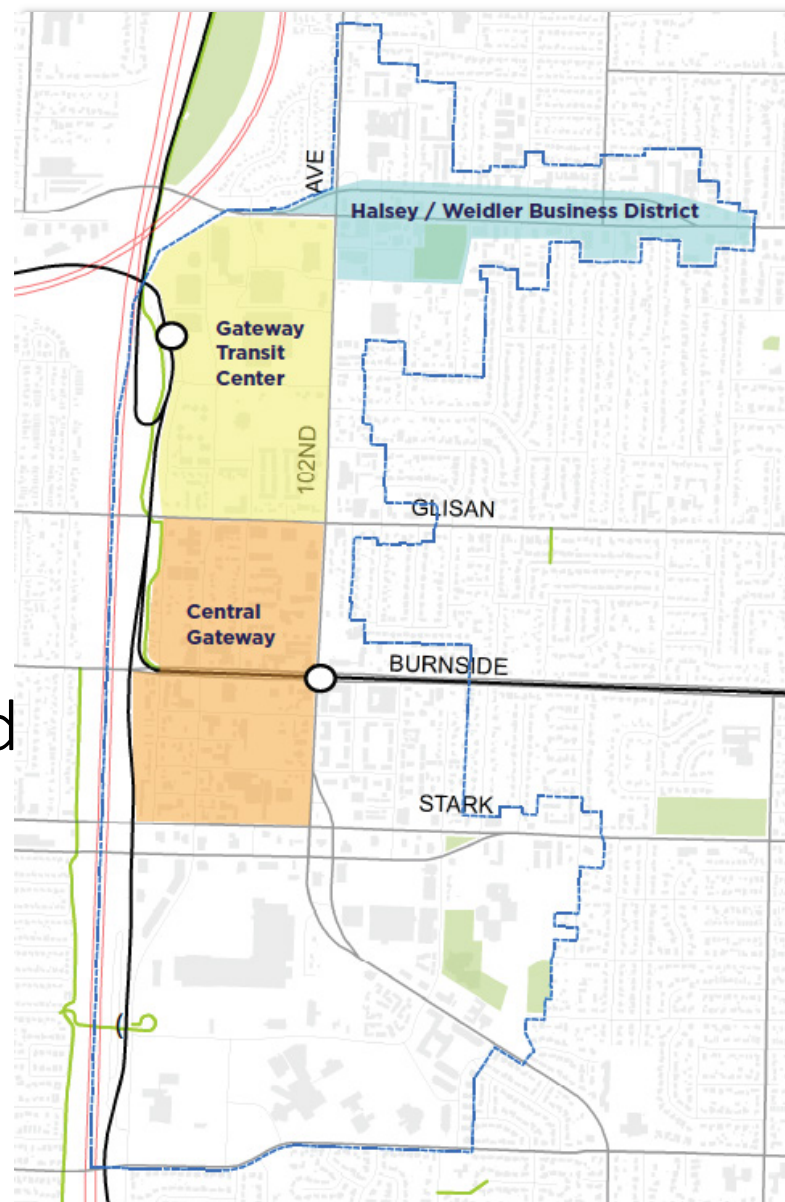 AVE
Halsey / Weidler Business District
Gateway
Transit
Center
102ND
GLISAN
Central
Gateway
BURNSIDE
d
STARK